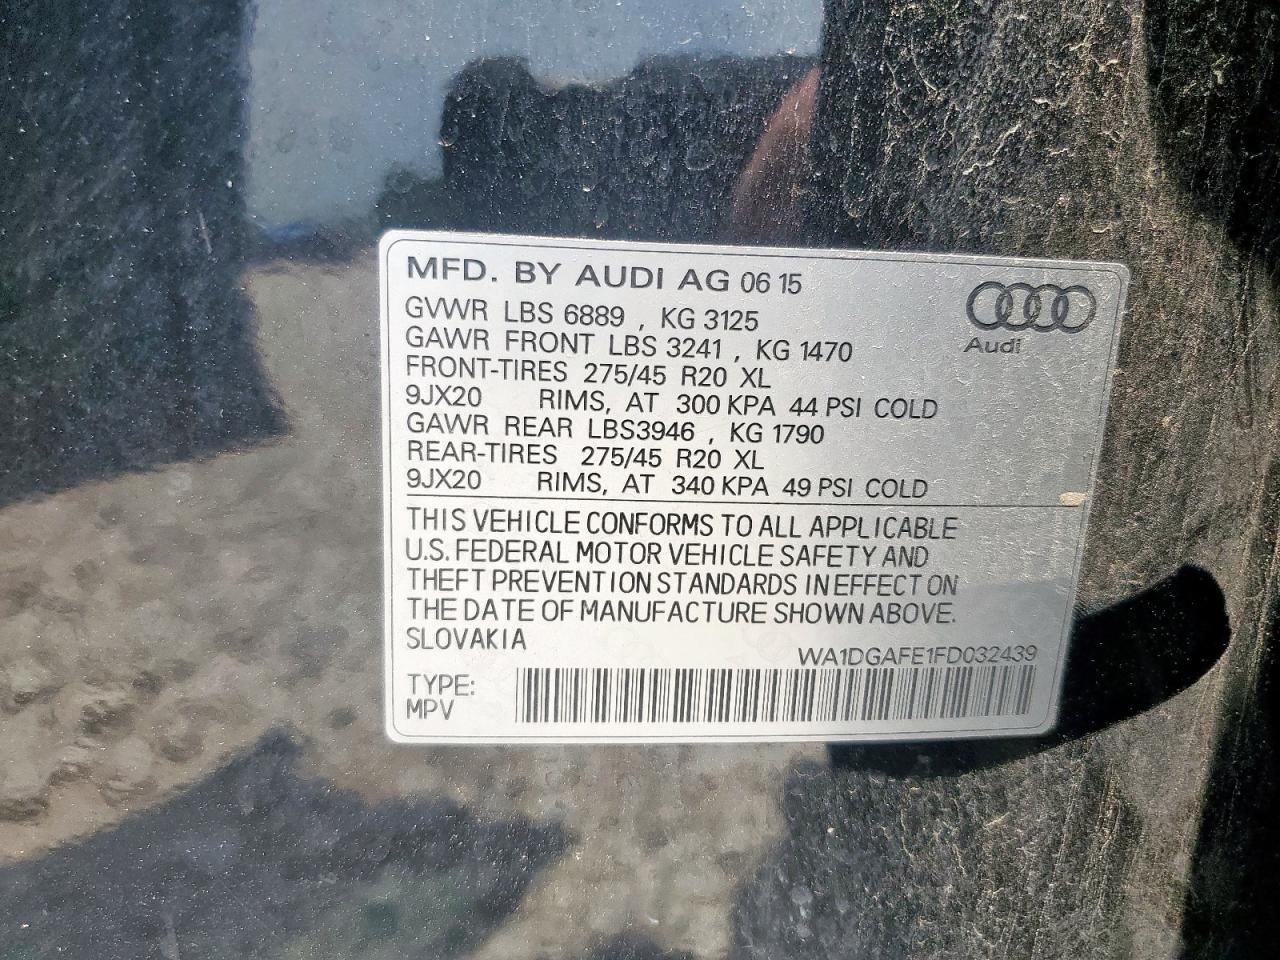 MFD. BY AUDI AG 06 15
GVWR LBS 6889 , KG 3125
GAWR FRONT LBS 3241 , KG 1470
Audi
FRONT-TIRES 275/45 R20 XL
9JX20 RIMS, AT 300 KPA 44 PSI COLD
GAWR REAR LBS3946 , KG 1790
REAR-TIRES 275/45 R20 XL
9JX20 RIMS, AT 340 KPA 49 PSI COLD
THIS VEHICLE CONFORMS TO ALL APPLICABLE
U.S. FEDERAL MOTOR VEHICLE SAFETY AND
THEFT PREVENTION STANDARDS IN EFFECT ON
THE DATE OF MANUFACTURE SHOWN ABOVE.
SLOVAKIA
WA1DGAFE1FD032439
TYPE:
MPV